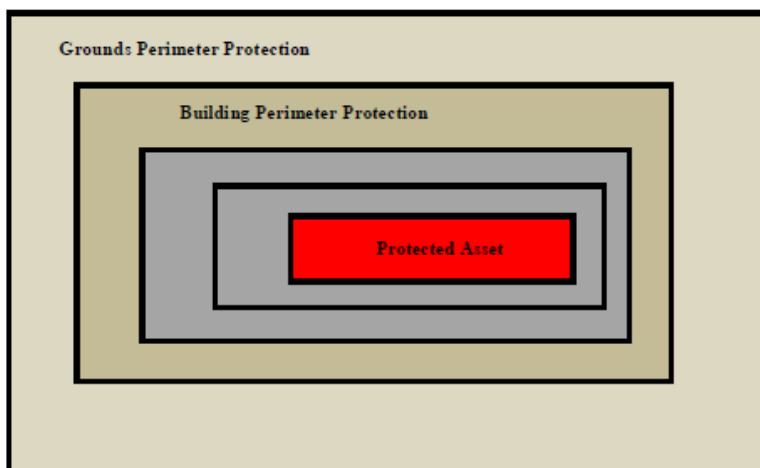 Grounds Perimeter Protection
Building Perimeter Protection
Protected Asset